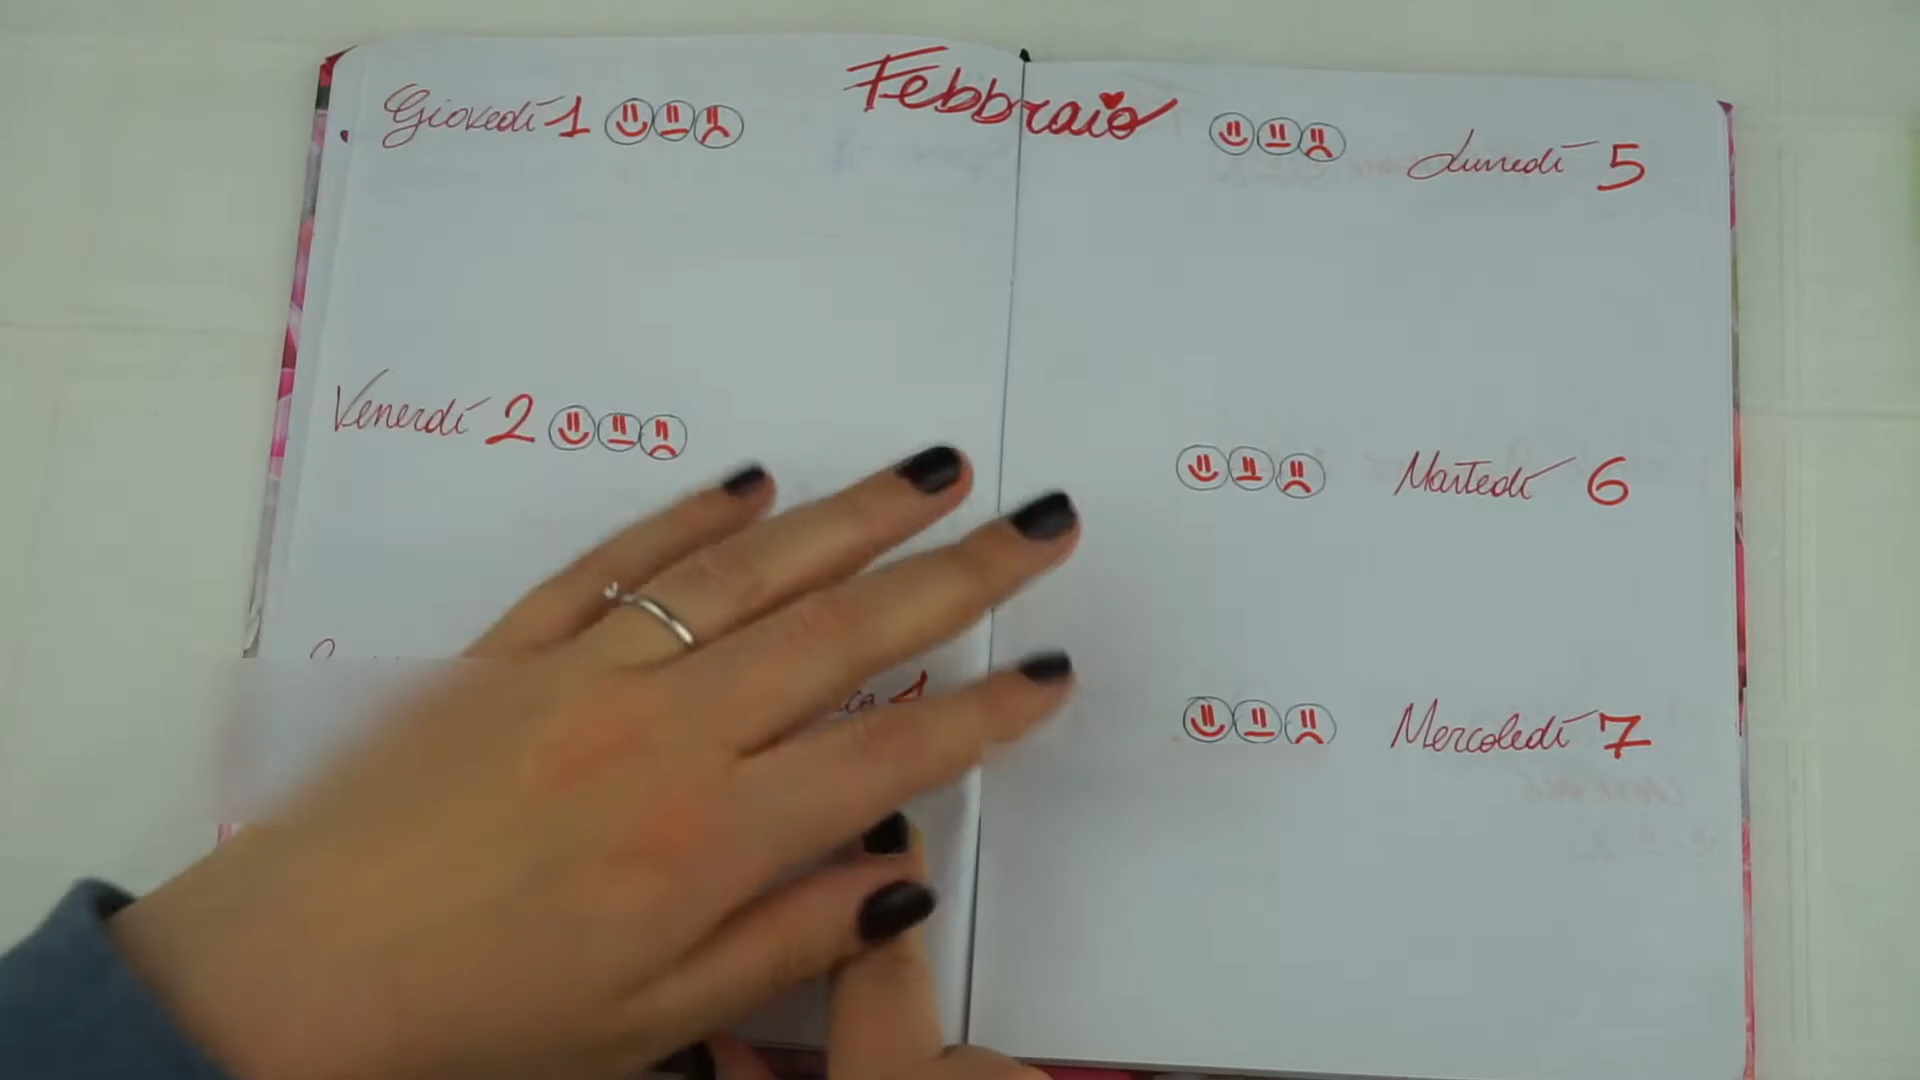 Febbraio
Giovedì 1
Venerdì 2
Lunedì 5
Martedì 6
Mercoledì 7